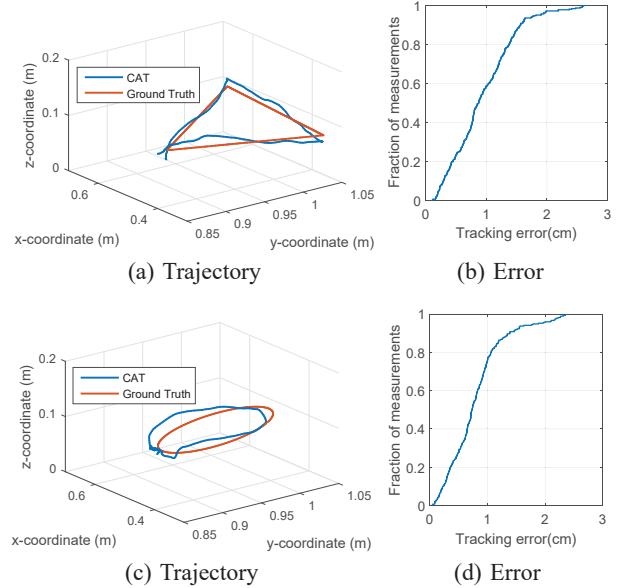 0.2
0.1
0
z-coordinate (m)
CAT
Ground Truth
0.6
0.4
x-coordinate (m)
0.85
0.9
0.95
1
1.05
y-coordinate (m)
(a) Trajectory
1
0.8
0.6
0.4
0.2
0
Fraction of measurements
0 1 2 3
Tracking error(cm)
(b) Error
0.2
0.1
0
z-coordinate (m)
CAT
Ground Truth
0.6
0.4
x-coordinate (m)
0.85
0.9
0.95
1
1.05
y-coordinate (m)
(c) Trajectory
1
0.8
0.6
0.4
0.2
0
Fraction of measurements
0 1 2 3
Tracking error(cm)
(d) Error